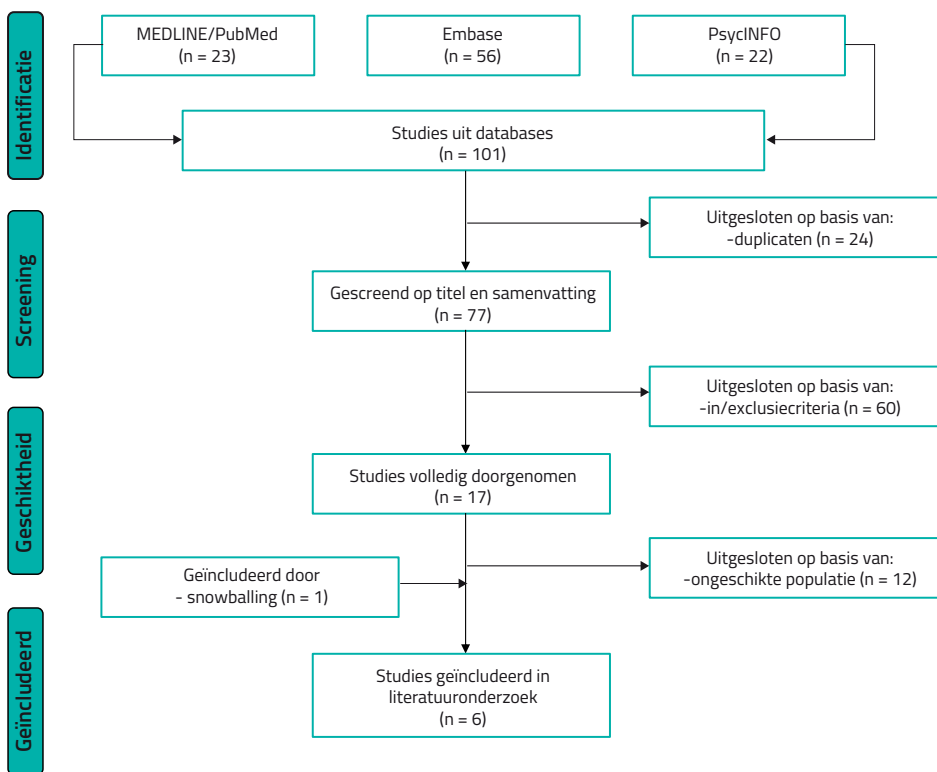 Identificatie
MEDLINE/PubMed
(n = 23)
Embase
(n = 56)
PsycINFO
(n = 22)
Studies uit databases
(n = 101)
Uitgesloten op basis van:
-duplicaten (n = 24)
Screening
Gescreend op titel en samenvatting
(n = 77)
Uitgesloten op basis van:
-in/exclusiecriteria (n = 60)
Geschiktheid
Studies volledig doorgenomen
(n = 17)
Uitgesloten op basis van:
-ongeschikte populatie (n = 12)
Geïncludeerd door
- snowballing (n = 1)
Geïncludeerd
Studies geïncludeerd in
literatuuronderzoek
(n = 6)